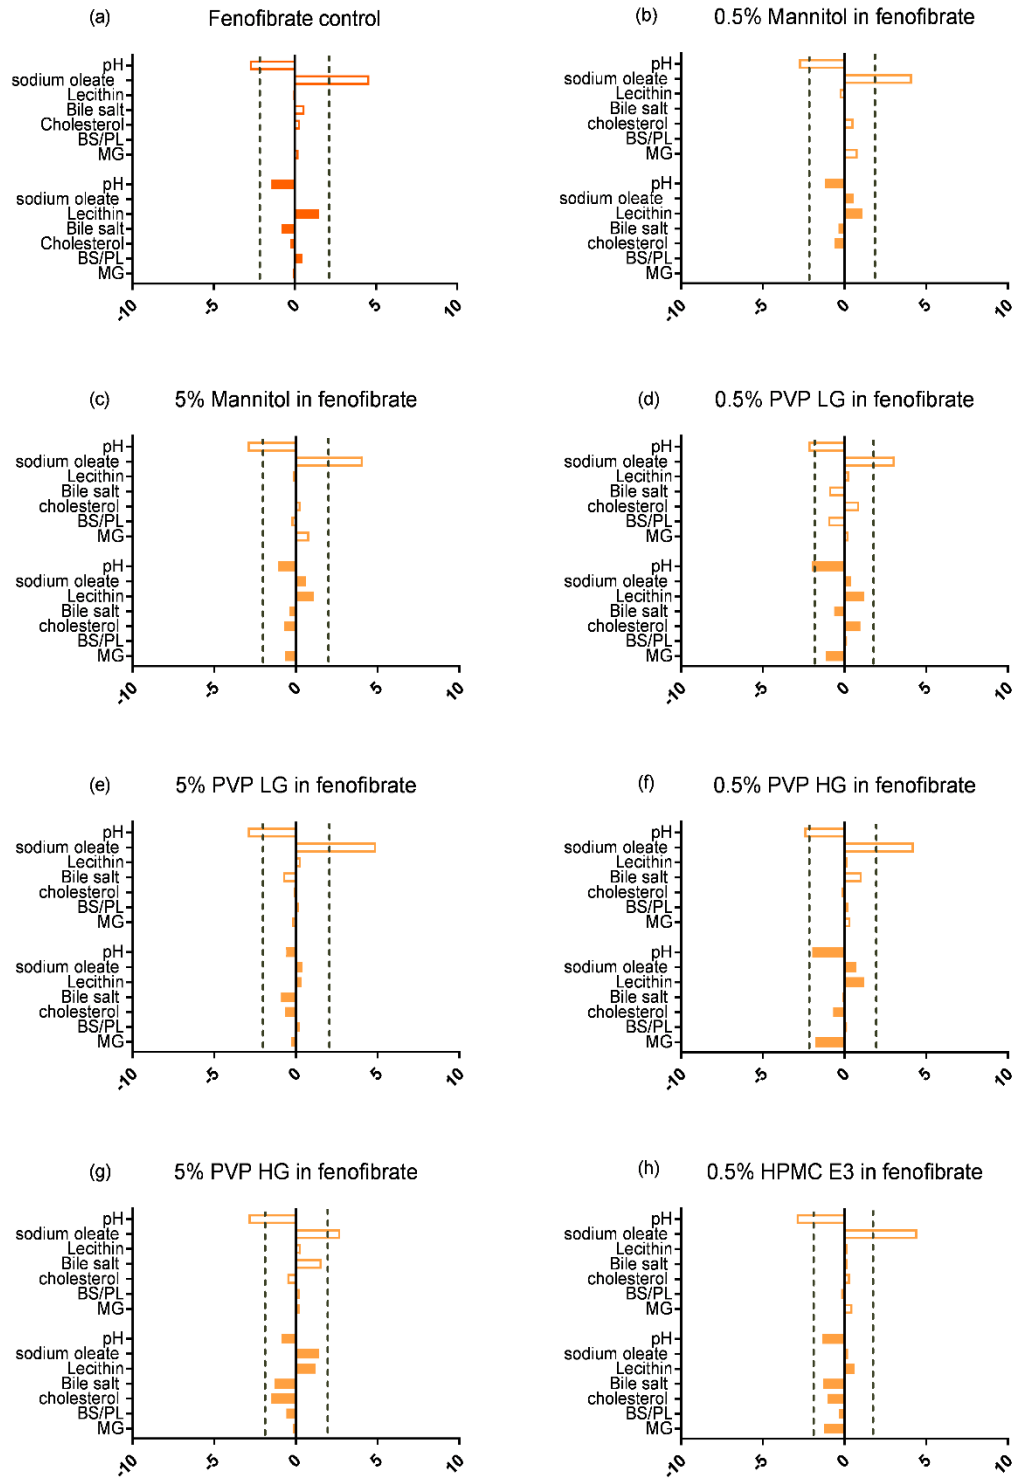 (a) Fenofibrate control
pH
sodium oleate
Lecithin
Bile salt
Cholesterol
BS/PL
MG
pH
sodium oleate
Lecithin
Bile salt
Cholesterol
BS/PL
MG
-10 -5 0 5 10
(b) 0.5% Mannitol in fenofibrate
pH
sodium oleate
Lecithin
Bile salt
cholesterol
BS/PL
MG
pH
sodium oleate
Lecithin
Bile salt
cholesterol
BS/PL
MG
-10 -5 0 5 10
(c) 5% Mannitol in fenofibrate
pH
sodium oleate
Lecithin
Bile salt
cholesterol
BS/PL
MG
pH
sodium oleate
Lecithin
Bile salt
cholesterol
BS/PL
MG
-10 -5 0 5 10
(d) 0.5% PVP LG in fenofibrate
pH
sodium oleate
Lecithin
Bile salt
cholesterol
BS/PL
MG
pH
sodium oleate
Lecithin
Bile salt
cholesterol
BS/PL
MG
-10 -5 0 5 10
(e) 5% PVP LG in fenofibrate
pH
sodium oleate
Lecithin
Bile salt
cholesterol
BS/PL
MG
pH
sodium oleate
Lecithin
Bile salt
cholesterol
BS/PL
MG
-10 -5 0 5 10
(f) 0.5% PVP HG in fenofibrate
pH
sodium oleate
Lecithin
Bile salt
cholesterol
BS/PL
MG
pH
sodium oleate
Lecithin
Bile salt
cholesterol
BS/PL
MG
-10 -5 0 5 10
(g) 5% PVP HG in fenofibrate
pH
sodium oleate
Lecithin
Bile salt
cholesterol
BS/PL
MG
pH
sodium oleate
Lecithin
Bile salt
cholesterol
BS/PL
MG
-10 -5 0 5 10
(h) 0.5% HPMC E3 in fenofibrate
pH
sodium oleate
Lecithin
Bile salt
cholesterol
BS/PL
MG
pH
sodium oleate
Lecithin
Bile salt
cholesterol
BS/PL
MG
-10 -5 0 5 10